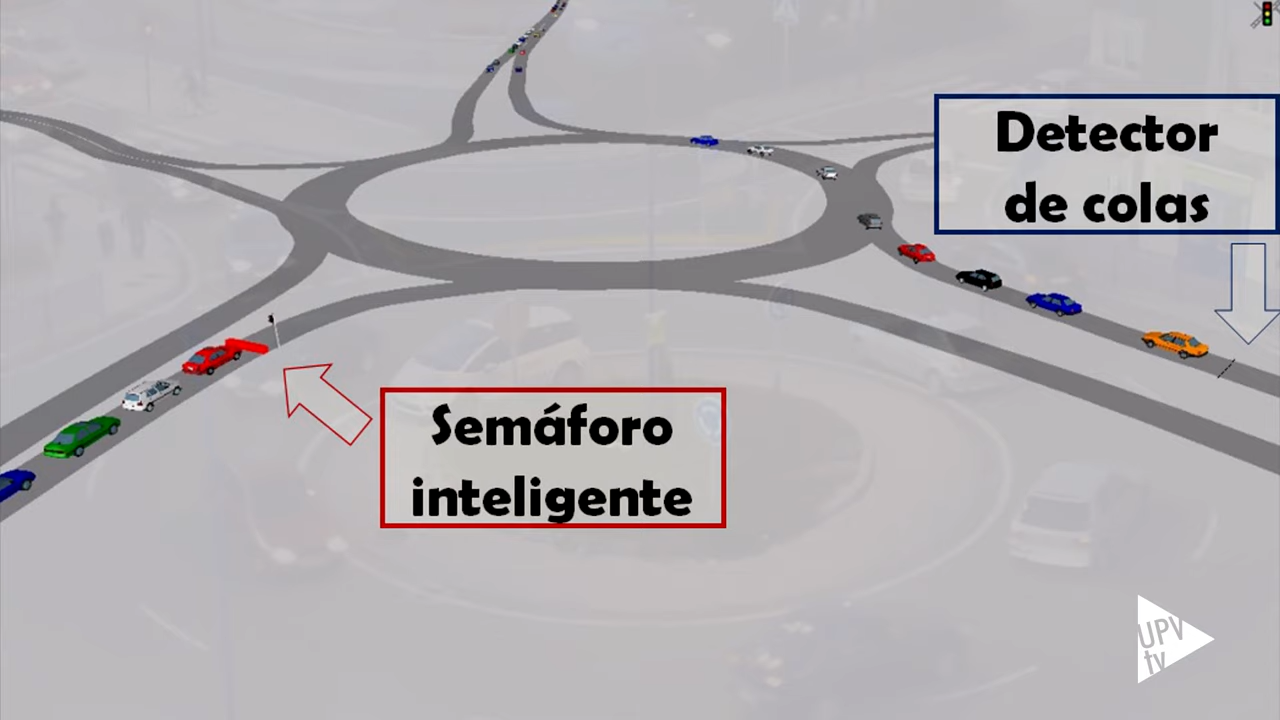 Detector
de colas
Semáforo
inteligente
UPV
tv